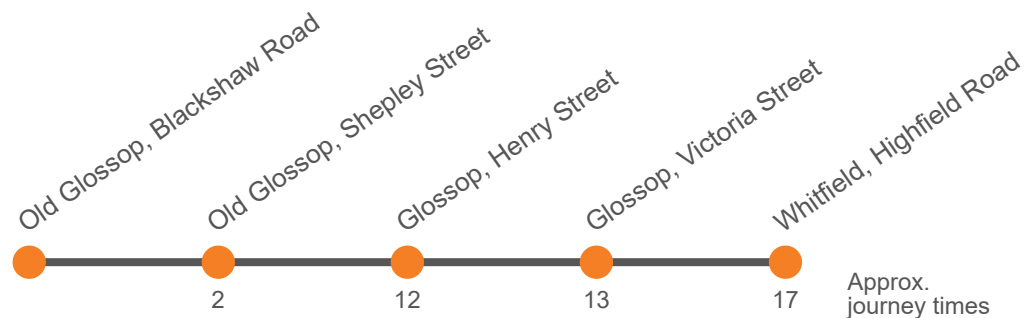 Old Glossop, Blackshaw Road
Old Glossop, Shepley Street
Glossop, Henry Street
Glossop, Victoria Street
Whitfield, Highfield Road
2
12
13
17
Approx.
journey times